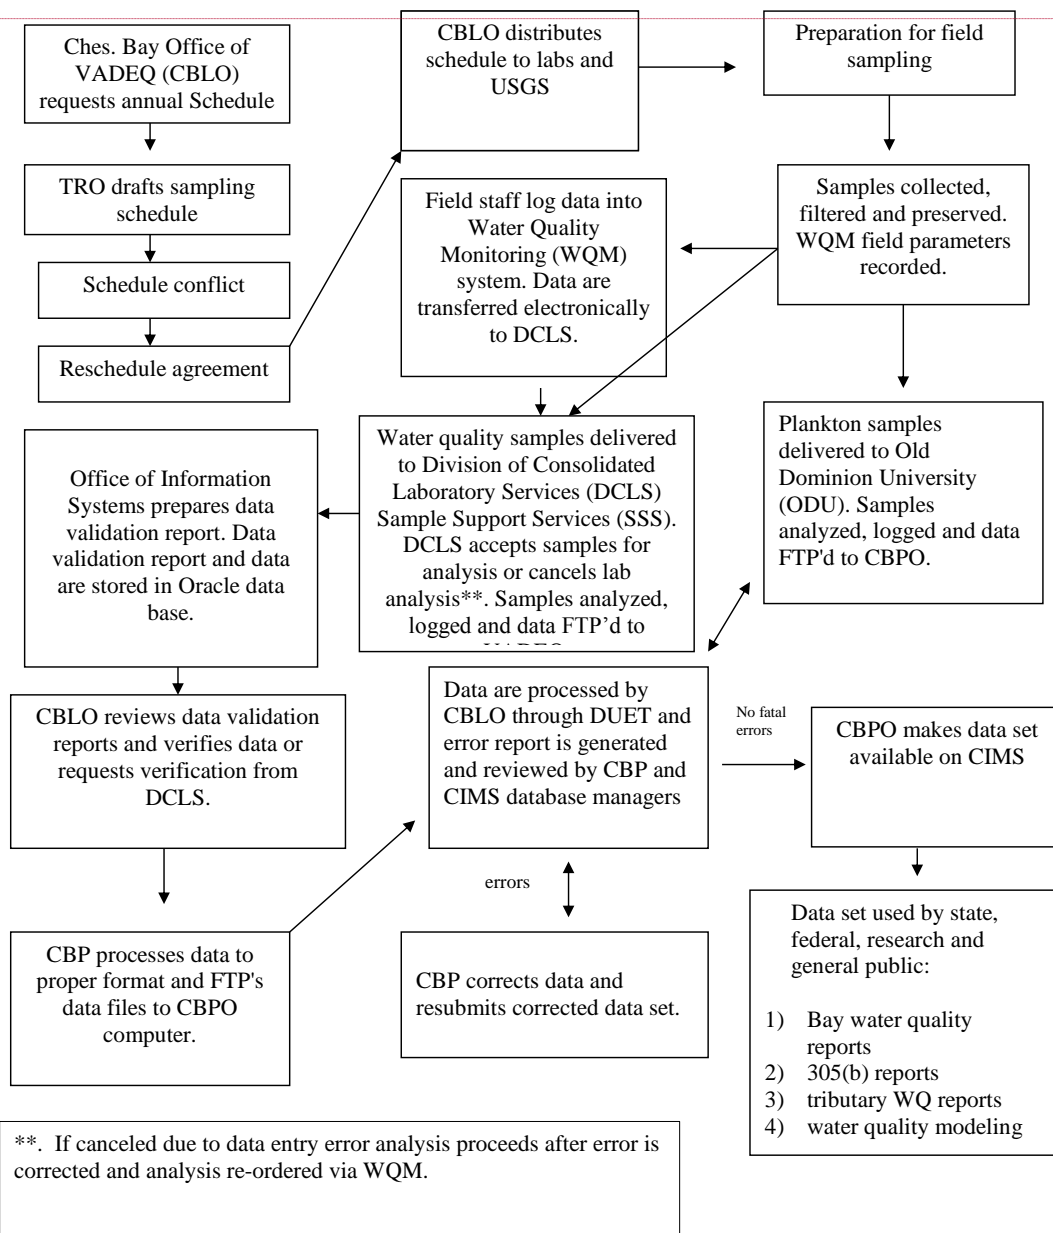 Ches. Bay Office of
VADEQ (CBLO)
requests annual Schedule
TRO drafts sampling
schedule
Schedule conflict
Reschedule agreement
CBLO distributes
schedule to labs and
USGS
Preparation for field
sampling
Samples collected,
filtered and preserved.
WQM field parameters
recorded.
Field staff log data into
Water Quality
Monitoring (WQM)
system. Data are
transferred electronically
to DCLS.
Plankton samples
delivered to Old
Dominion University
(ODU). Samples
analyzed, logged and data
FTP'd to CBPO.
Water quality samples delivered
to Division of Consolidated
Laboratory Services (DCLS)
Sample Support Services (SSS).
DCLS accepts samples for
analysis or cancels lab
analysis**. Samples analyzed,
logged and data FTP’d to
Office of Information
Systems prepares data
validation report. Data
validation report and data
are stored in Oracle data
base.
CBLO reviews data validation
reports and verifies data or
requests verification from
DCLS.
CBP processes data to
proper format and FTP's
data files to CBPO
computer.
Data are processed by
CBLO through DUET and
error report is generated
and reviewed by CBP and
CIMS database managers
No fatal
errors
CBPO makes data set
available on CIMS
errors
CBP corrects data and
resubmits corrected data set.
Data set used by state,
federal, research and
general public:
1) Bay water quality
reports
2) 305(b) reports
3) tributary WQ reports
4) water quality modeling
**. If canceled due to data entry error analysis proceeds after error is
corrected and analysis re-ordered via WQM.